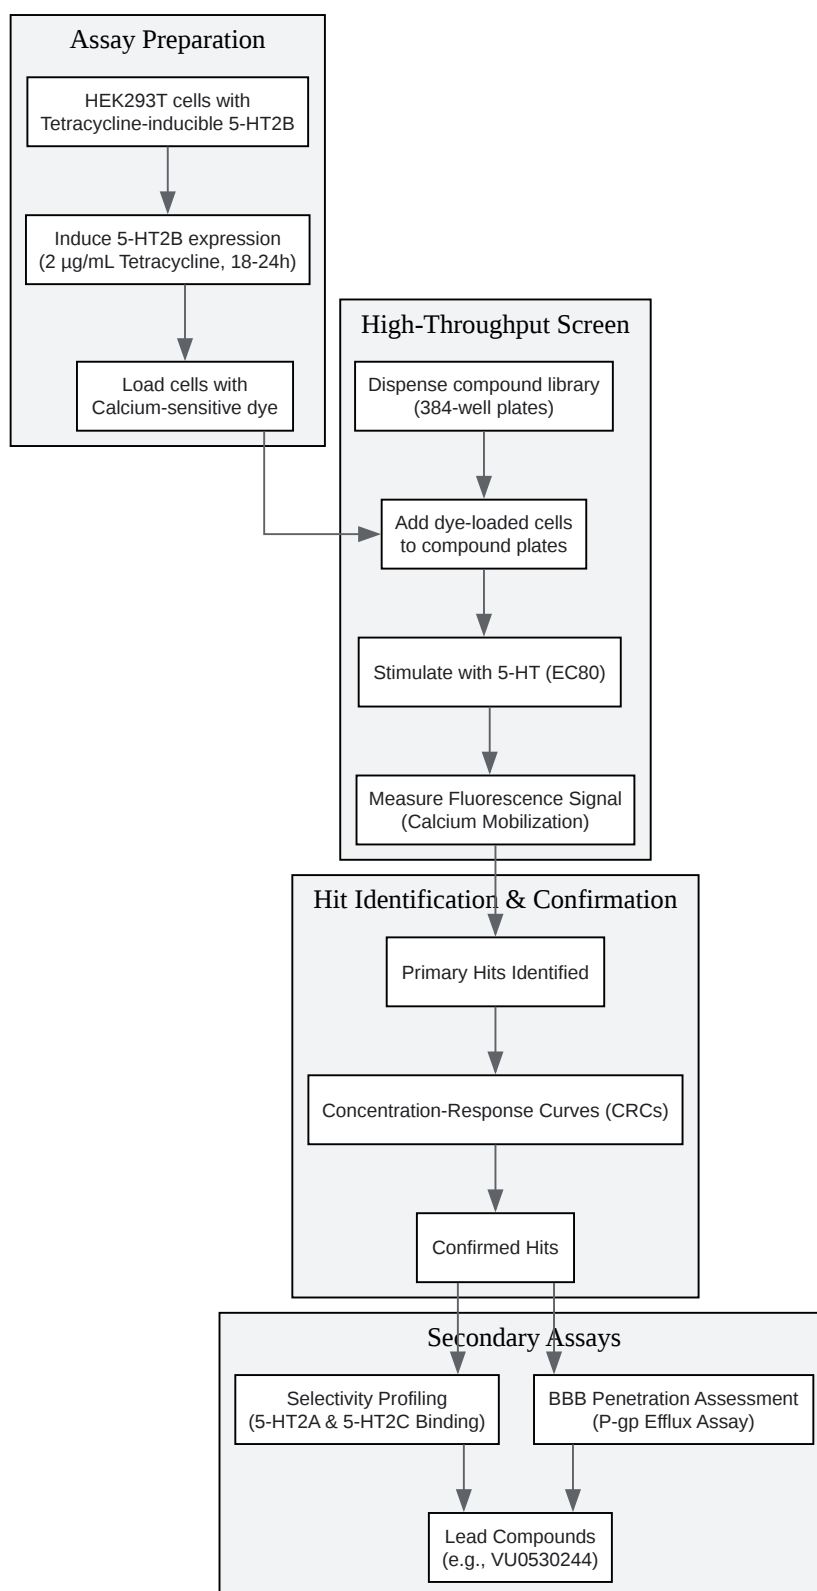 Assay Preparation
HEK293T cells with
Tetracycline-inducible 5-HT2B
Induce 5-HT2B expression
(2 µg/mL Tetracycline, 18-24h)
Load cells with
Calcium-sensitive dye
High-Throughput Screen
Dispense compound library
(384-well plates)
Add dye-loaded cells
to compound plates
Stimulate with 5-HT (EC80)
Measure Fluorescence Signal
(Calcium Mobilization)
Hit Identification & Confirmation
Primary Hits Identified
Concentration-Response Curves (CRCs)
Confirmed Hits
Secondary Assays
Selectivity Profiling
(5-HT2A & 5-HT2C Binding)
BBB Penetration Assessment
(P-gp Efflux Assay)
Lead Compounds
(e.g., VU0530244)